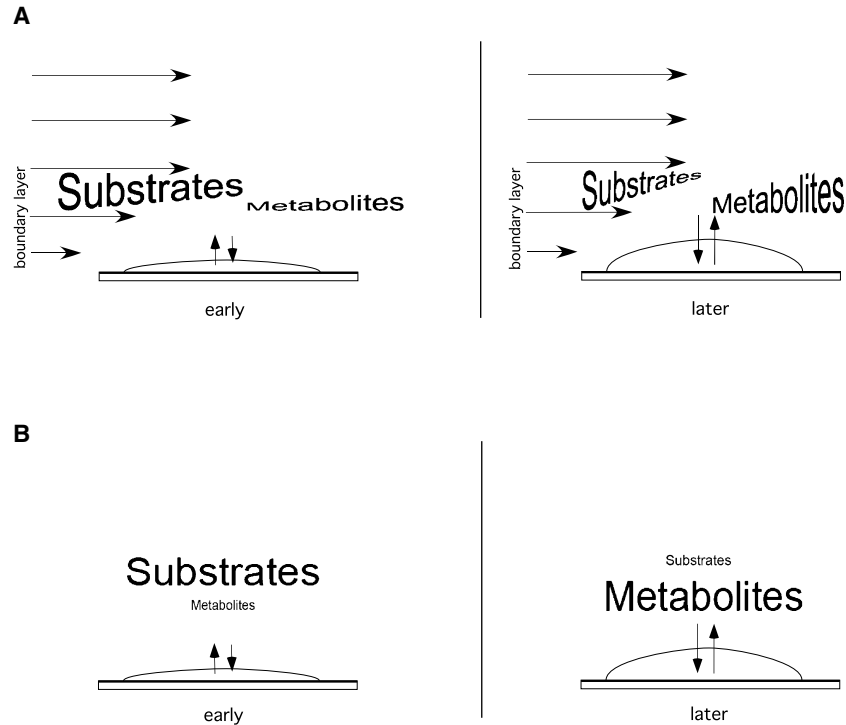 A
boundary layer
Substrates
Metabolites
early
boundary layer
Substrates
Metabolites
later
B
Substrates
Metabolites
early
Substrates
Metabolites
later